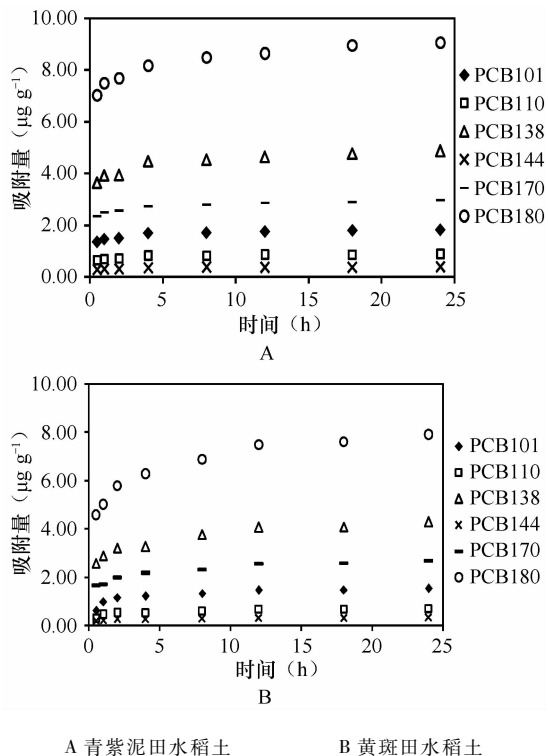 10.00
8.00
6.00
4.00
2.00
0.00
吸附量（μg g⁻¹）
0 5 10 15 20 25
时间（h）
PCB101
PCB110
PCB138
PCB144
PCB170
PCB180
A
10.00
8.00
6.00
4.00
2.00
0.00
吸附量（μg g⁻¹）
0 5 10 15 20 25
时间（h）
PCB101
PCB110
PCB138
PCB144
PCB170
PCB180
B
A 青紫泥田水稻土 B 黄斑田水稻土